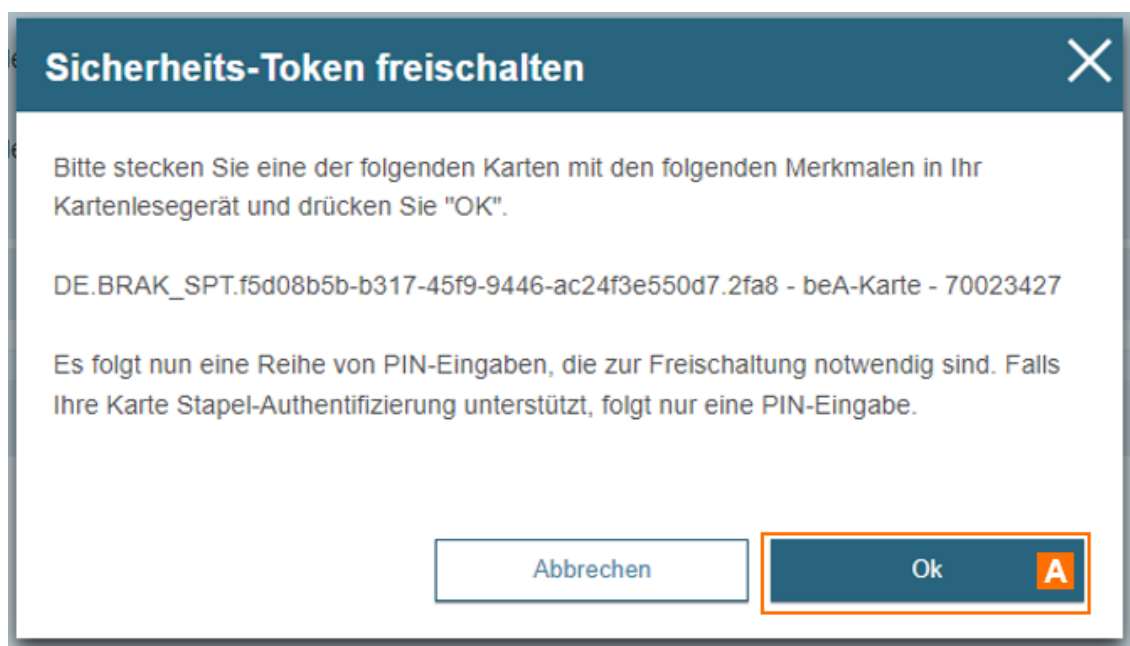 Sicherheits-Token freischalten
Bitte stecken Sie eine der folgenden Karten mit den folgenden Merkmalen in Ihr
Kartenlesegerät und drücken Sie "OK".
DE.BRAK_SPT.f5d08b5b-b317-45f9-9446-ac24f3e550d7.2fa8 - beA-Karte - 70023427
Es folgt nun eine Reihe von PIN-Eingaben, die zur Freischaltung notwendig sind. Falls
Ihre Karte Stapel-Authentifizierung unterstützt, folgt nur eine PIN-Eingabe.
Abbrechen
Ok A